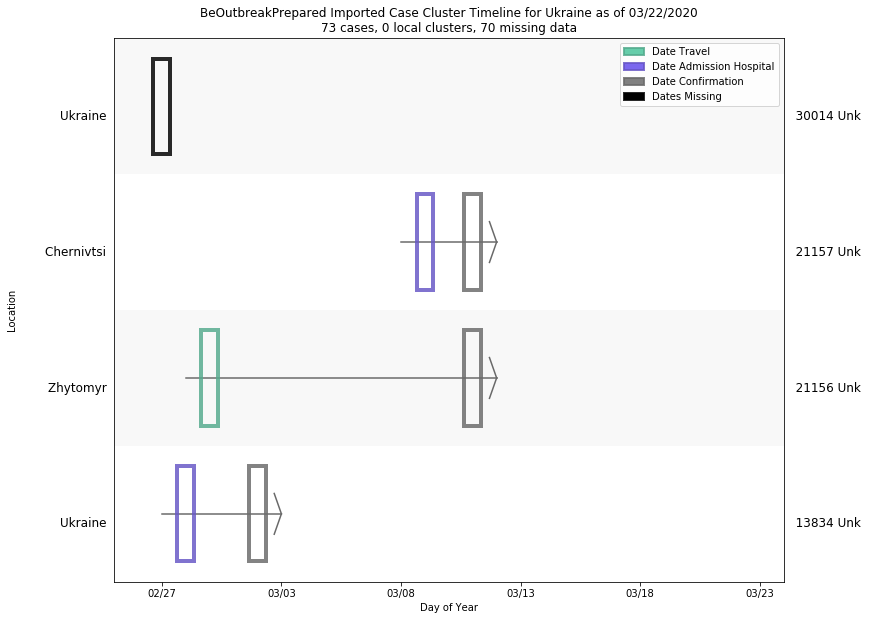 BeOutbreakPrepared Imported Case Cluster Timeline for Ukraine as of 03/22/2020
73 cases, 0 local clusters, 70 missing data
Date Travel
Date Admission Hospital
Date Confirmation
Dates Missing
Ukraine
30014 Unk
Chernivtsi
21157 Unk
Location
Zhytomyr
21156 Unk
Ukraine
13834 Unk
02/27
03/03
03/08
03/13
03/18
03/23
Day of Year